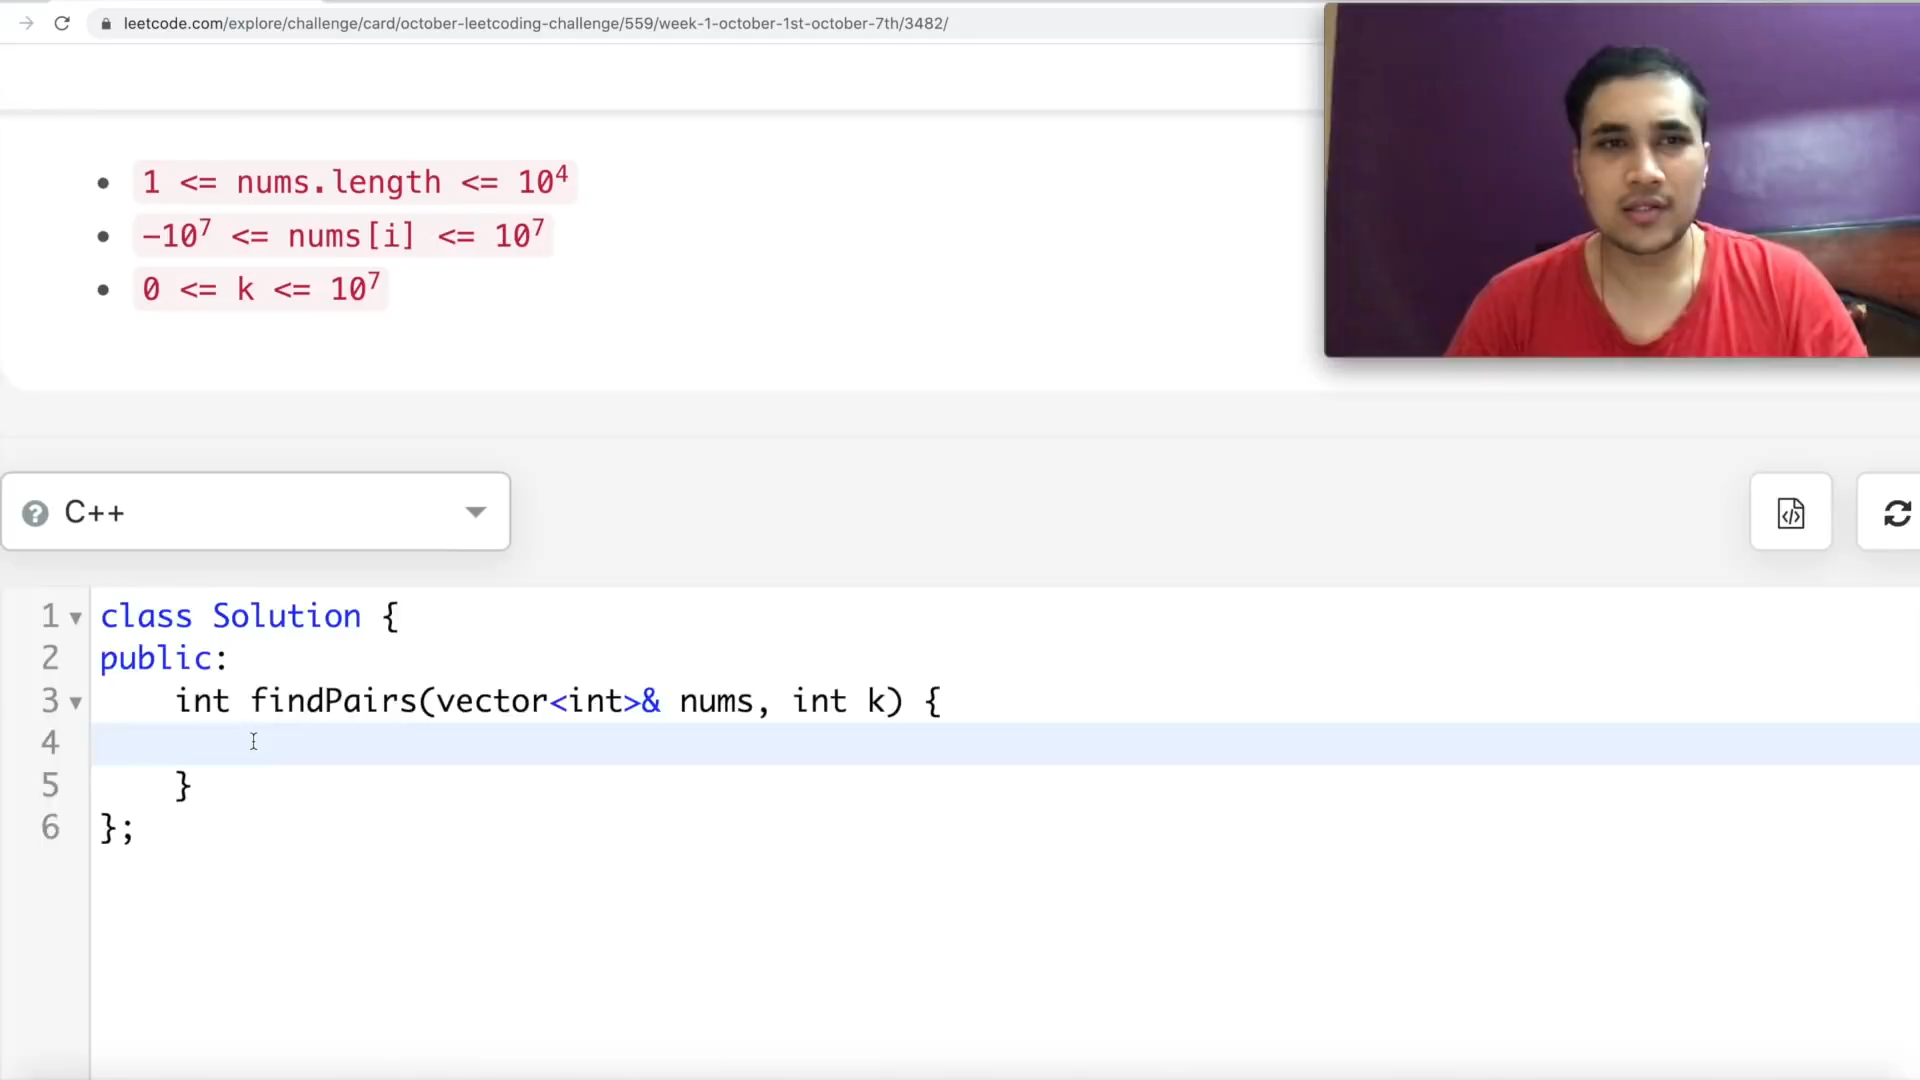 leetcode.com/explore/challenge/card/october-leetcoding-challenge/559/week-1-october-1st-october-7th/3482/
1 <= nums.length <= 10⁴
−10⁷ <= nums[i] <= 10⁷
0 <= k <= 10⁷
? C++
</>
1 class Solution {
2 public:
3 int findPairs(vector<int>& nums, int k) {
4
5 }
6 };